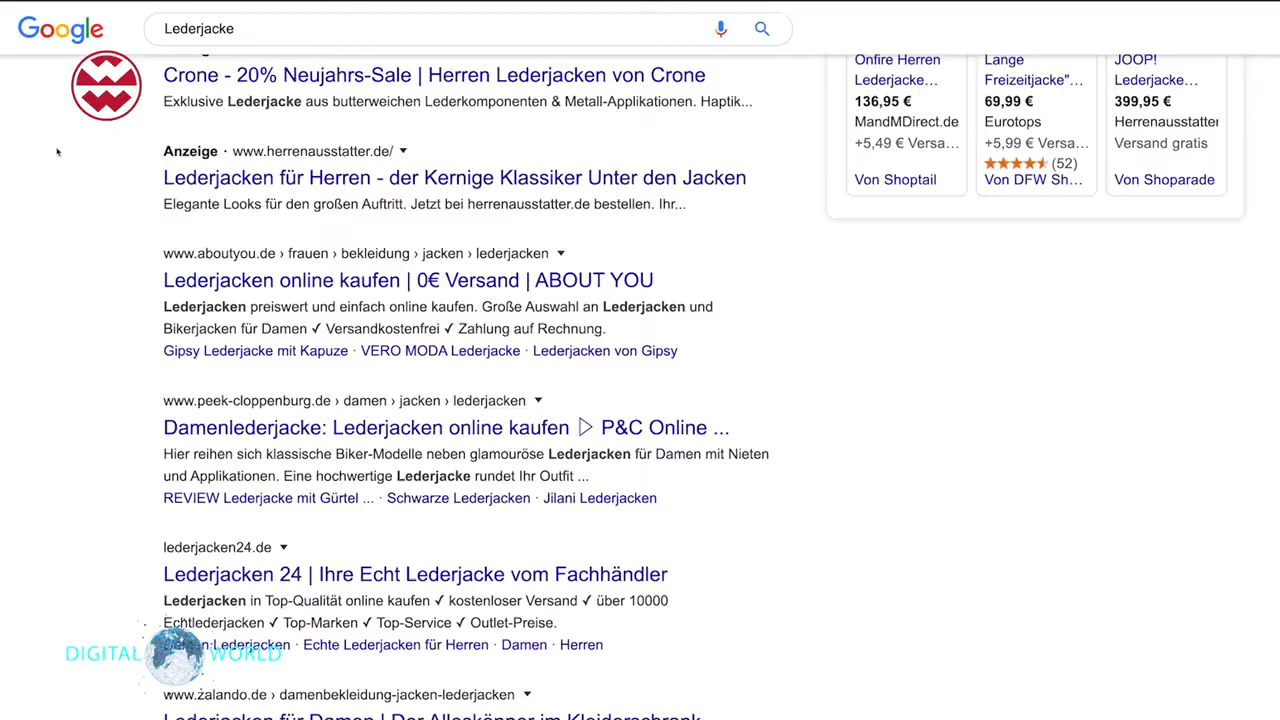 Google
Lederjacke
Crone - 20% Neujahrs-Sale | Herren Lederjacken von Crone
Exklusive Lederjacke aus butterweichen Lederkomponenten & Metall-Applikationen. Haptik...
Anzeige · www.herrenausstatter.de/
Lederjacken für Herren - der Kernige Klassiker Unter den Jacken
Elegante Looks für den großen Auftritt. Jetzt bei herrenausstatter.de bestellen. Ihr...
www.aboutyou.de › frauen › bekleidung › jacken › lederjacken
Lederjacken online kaufen | 0€ Versand | ABOUT YOU
Lederjacken preiswert und einfach online kaufen. Große Auswahl an Lederjacken und
Bikerjacken für Damen ✓ Versandkostenfrei ✓ Zahlung auf Rechnung.
Gipsy Lederjacke mit Kapuze · VERO MODA Lederjacke · Lederjacken von Gipsy
www.peek-cloppenburg.de › damen › jacken › lederjacken
Damenlederjacke: Lederjacken online kaufen ▷ P&C Online ...
Hier reihen sich klassische Biker-Modelle neben glamouröse Lederjacken für Damen mit Nieten
und Applikationen. Eine hochwertige Lederjacke rundet Ihr Outfit ...
REVIEW Lederjacke mit Gürtel ... · Schwarze Lederjacken · Jilani Lederjacken
lederjacken24.de
Lederjacken 24 | Ihre Echt Lederjacke vom Fachhändler
Lederjacken in Top-Qualität online kaufen ✓ kostenloser Versand ✓ über 10000
Echtlederjacken ✓ Top-Marken ✓ Top-Service ✓ Outlet-Preise.
Lederjacken · Echte Lederjacken für Herren · Damen · Herren
www.zalando.de › damenbekleidung-jacken-lederjacken
Lederjacken für Damen | Der Alleskönner im Kleiderschrank
Onfire Herren
Lederjacke...
136,95 €
MandMDirect.de
+5,49 € Versa...
Von Shoptail
Lange
Freizeitjacke"...
69,99 €
Eurotops
+5,99 € Versa...
(52)
Von DFW Sh...
JOOP!
Lederjacke...
399,95 €
Herrenausstatter
Versand gratis
Von Shoparade
DIGITAL WORLD